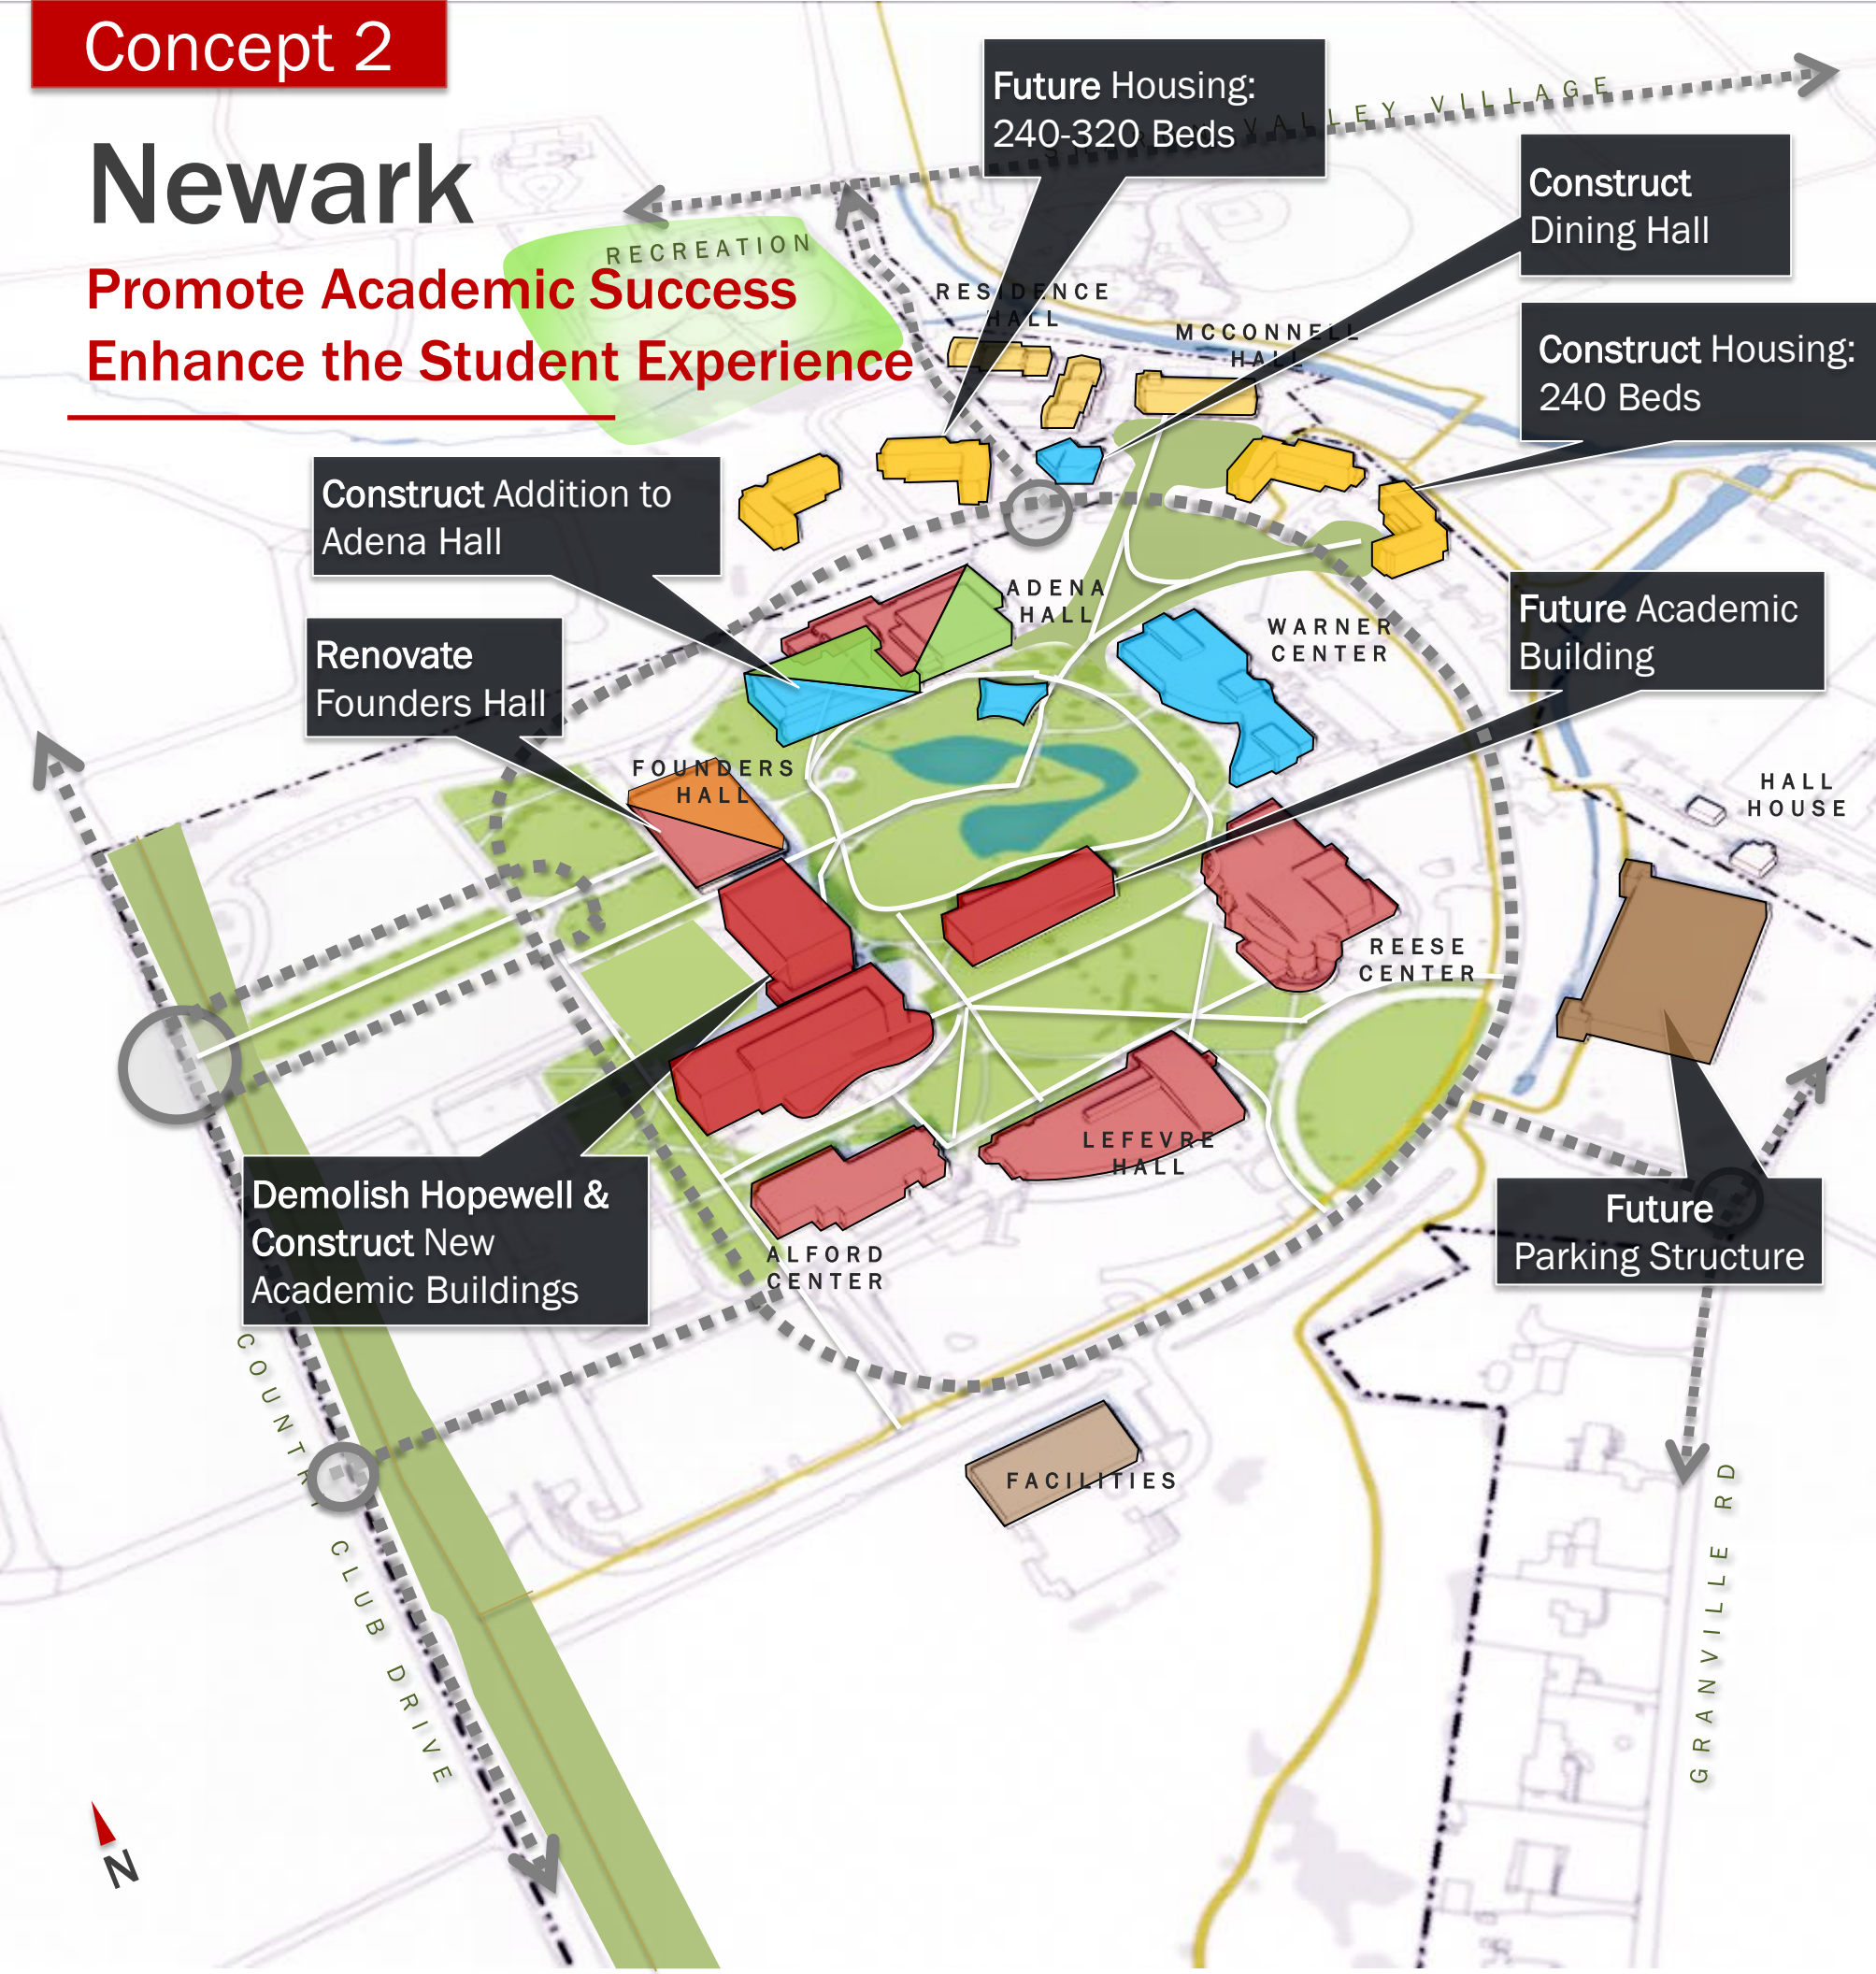 Concept 2
Newark
Promote Academic Success
Enhance the Student Experience
Future Housing:
240-320 Beds
VALLEY VILLAGE
Construct
Dining Hall
RECREATION
RESIDENCE
HALL
MCCONNELL
HALL
Construct Housing:
240 Beds
Construct Addition to
Adena Hall
ADENA
HALL
WARNER
CENTER
Future Academic
Building
Renovate
Founders Hall
FOUNDERS
HALL
HALL
HOUSE
REESE
CENTER
LEFEVRE
HALL
Demolish Hopewell &
Construct New
Academic Buildings
ALFORD
CENTER
Future
Parking Structure
FACILITIES
COUNTRY CLUB DRIVE
GRANVILLE RD
N